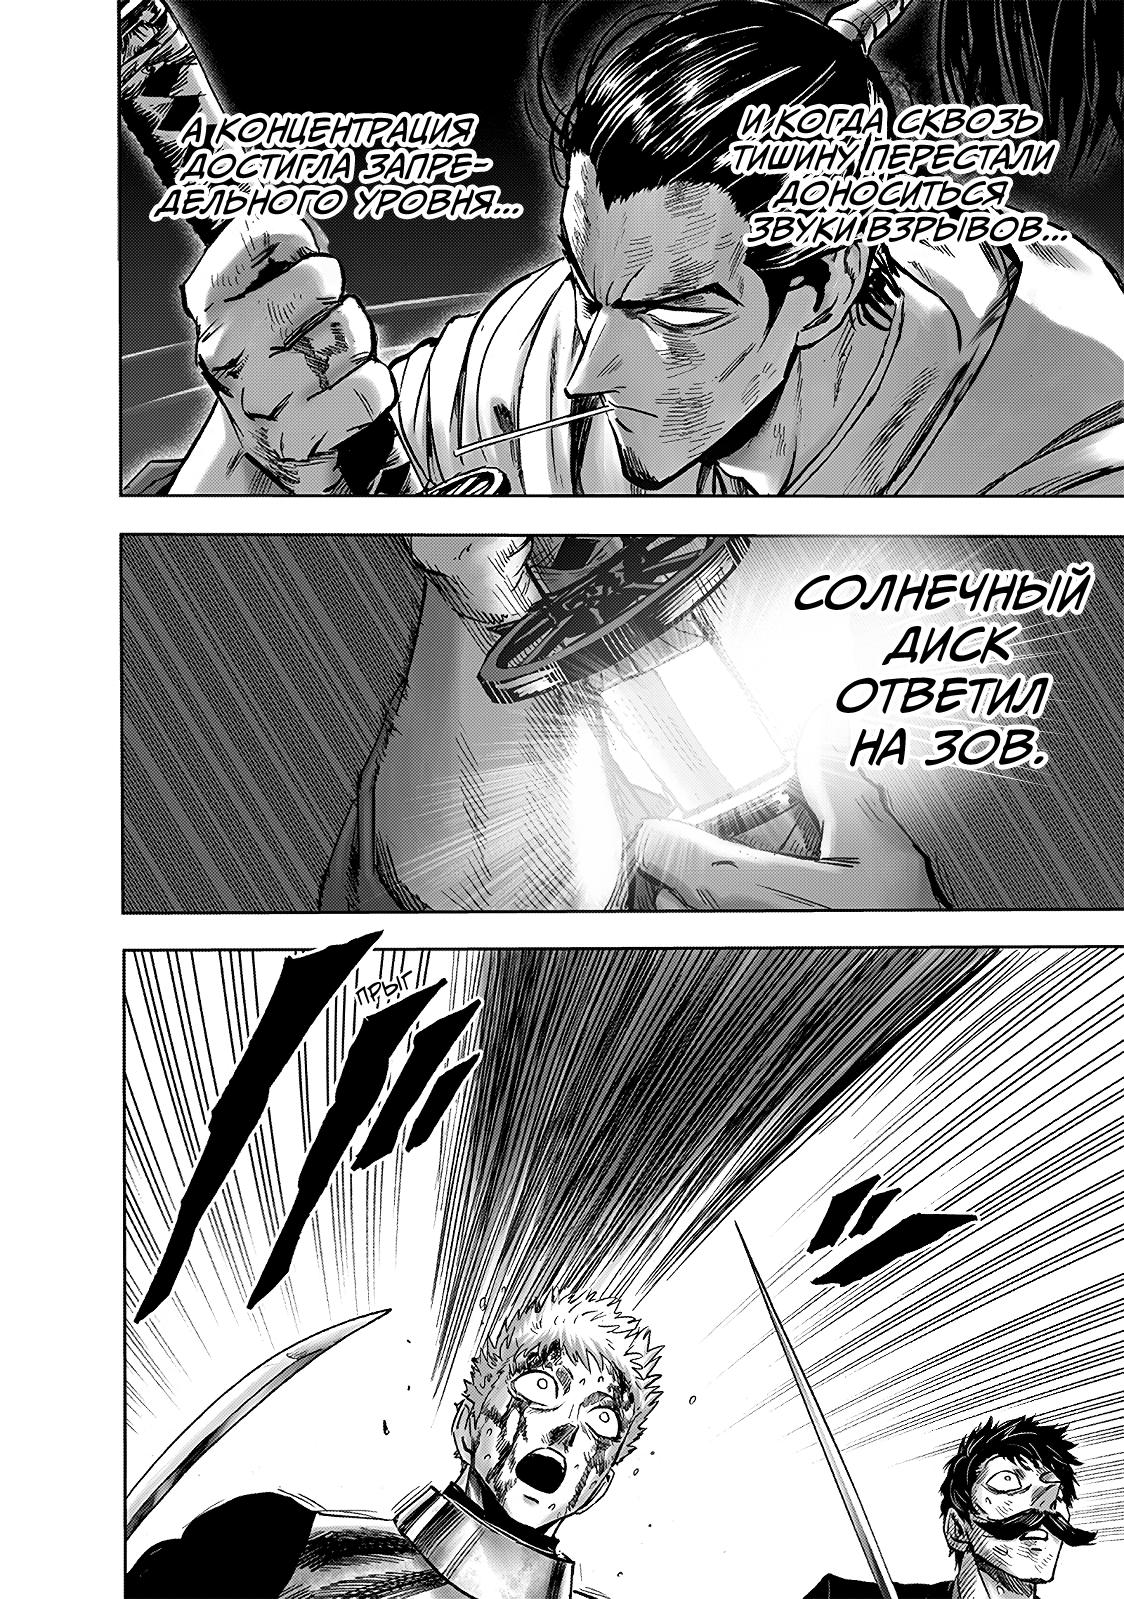 И КОГДА СКВОЗЬ
ТИШИНУ ПЕРЕСТАЛИ
ДОНОСИТЬСЯ
ЗВУКИ ВЗРЫВОВ...
А КОНЦЕНТРАЦИЯ
ДОСТИГЛА ЗАПРЕ-
ДЕЛЬНОГО УРОВНЯ...
СОЛНЕЧНЫЙ
ДИСК
ОТВЕТИЛ
НА ЗОВ.
ПРЫГ